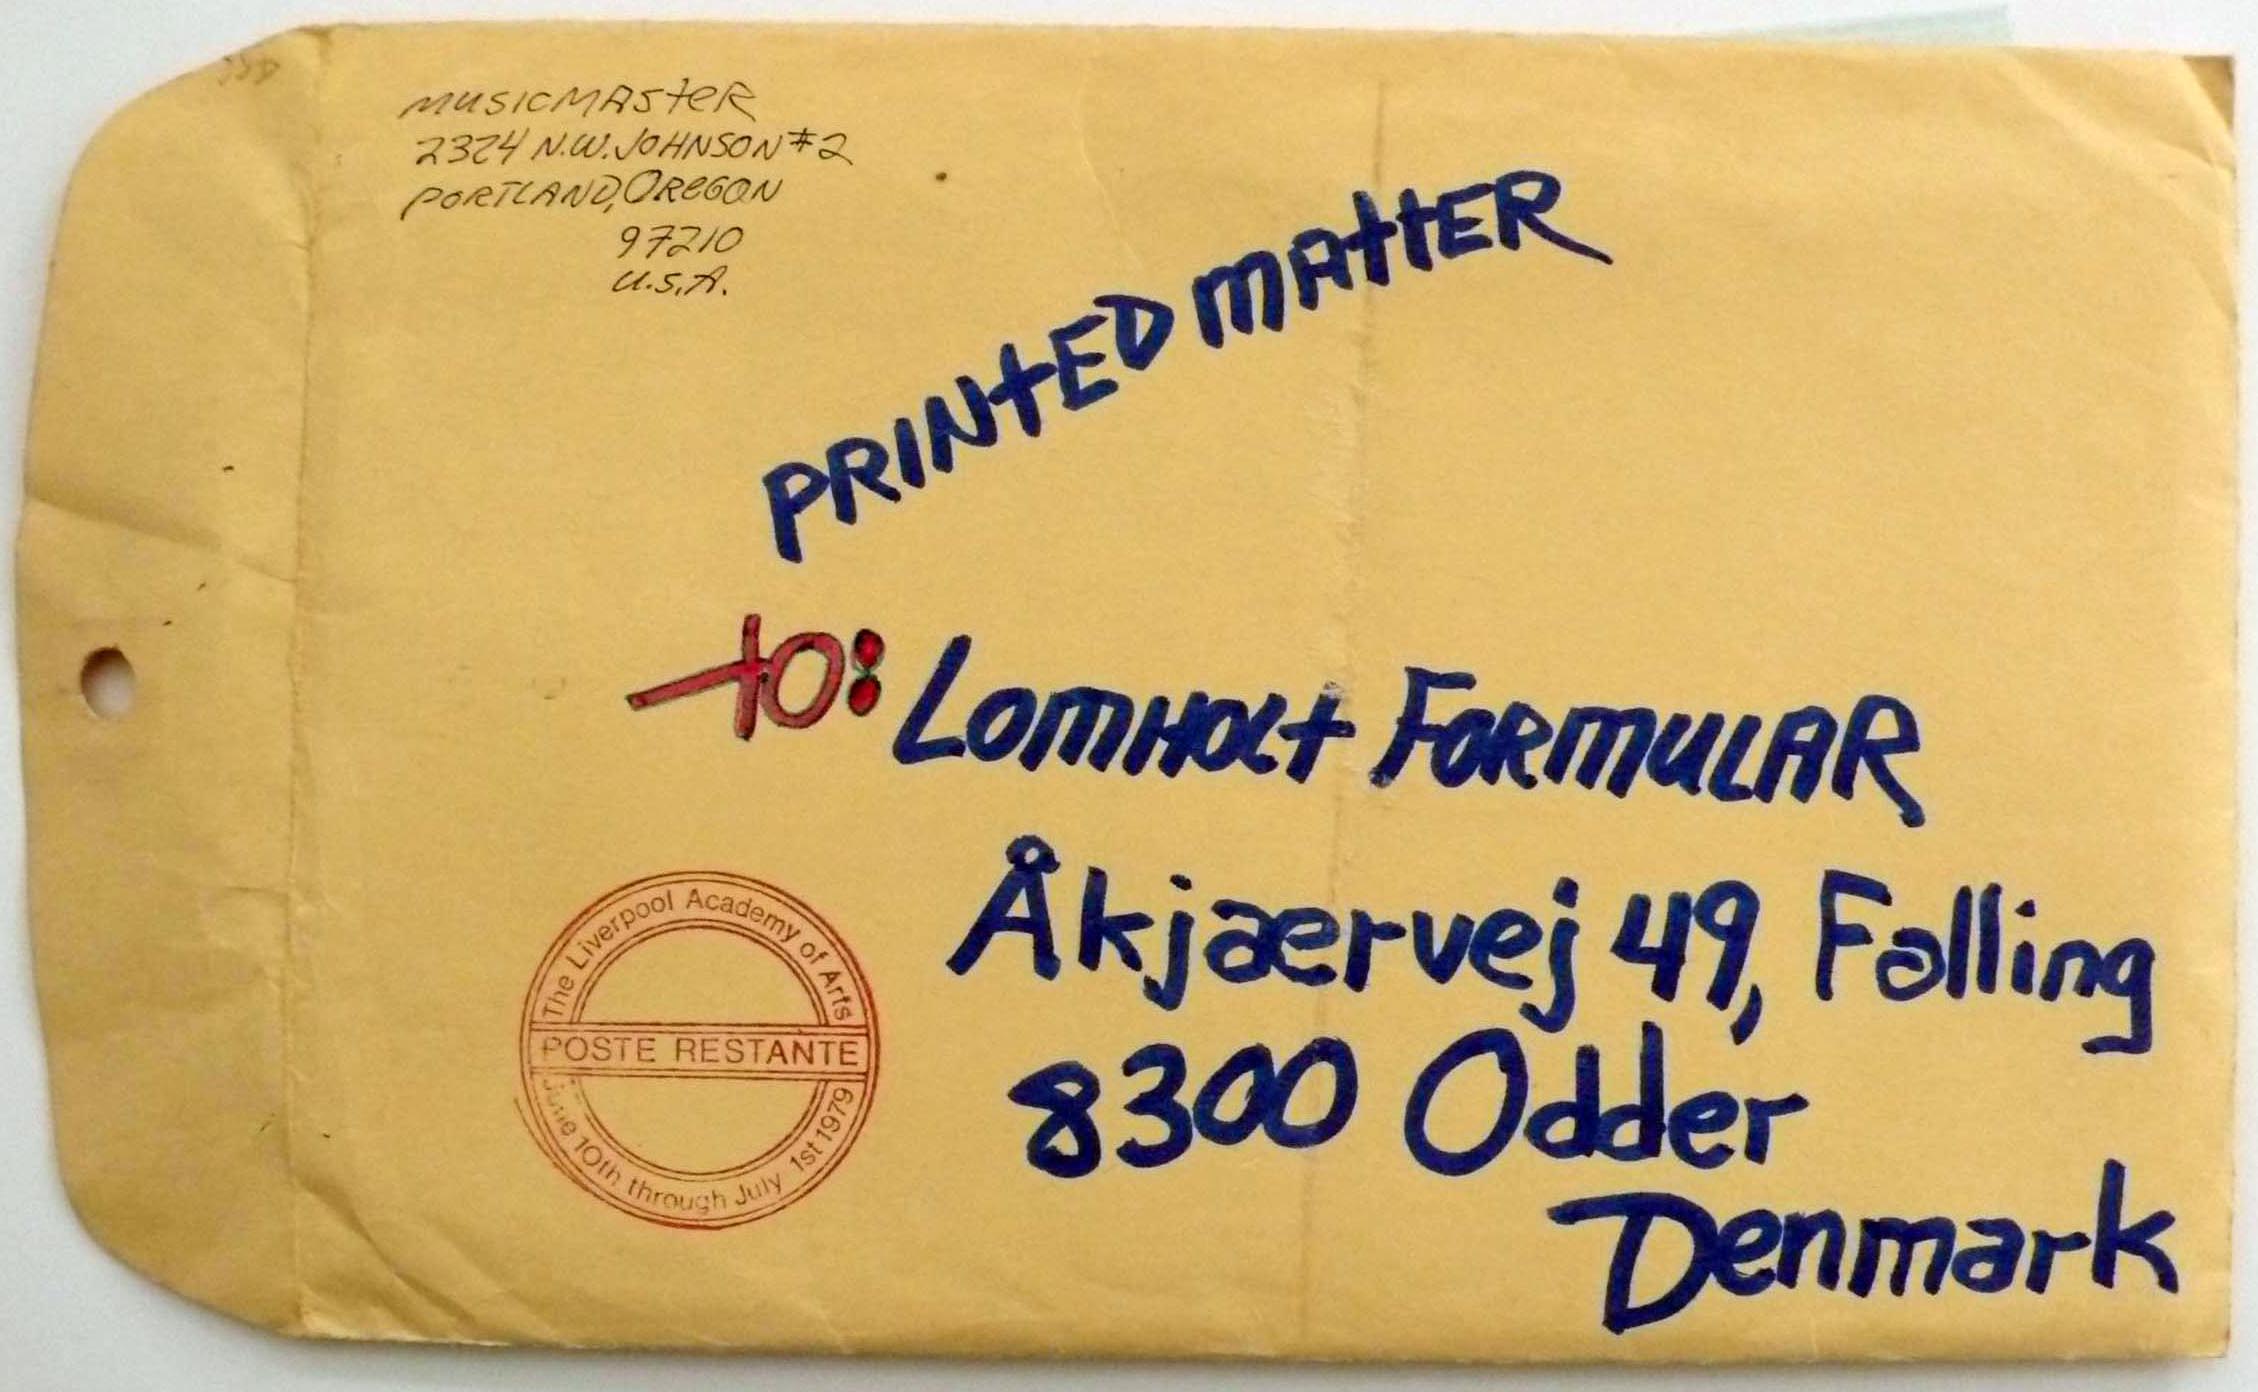 MUSICMASTER
2324 N.W. JOHNSON #2
PORTLAND, OREGON
97210
U.S.A.
PRINTED MATTER
to: LOMHOLT FORMULAR
Åkjærvej 49, Falling
8300 Odder
Denmark
The Liverpool Academy of Arts
POSTE RESTANTE
June 10th through July 1st 1979